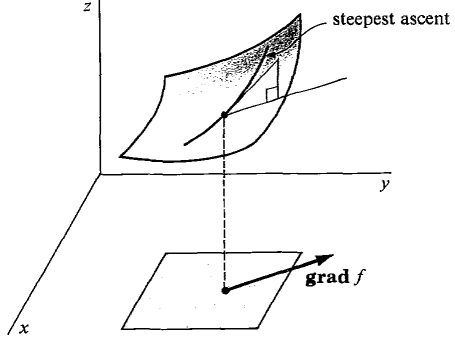 z
steepest ascent
y
grad f
x